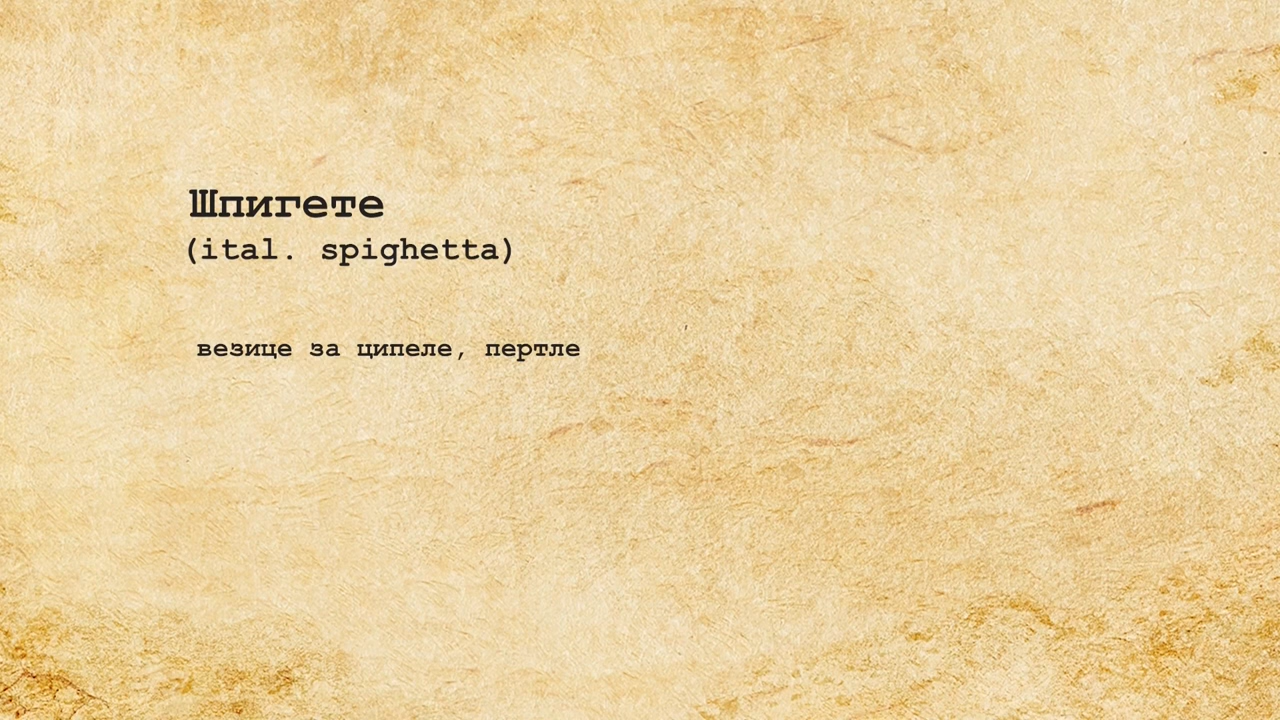 Шпигете
(ital. spighetta)
везице за ципеле, пертле